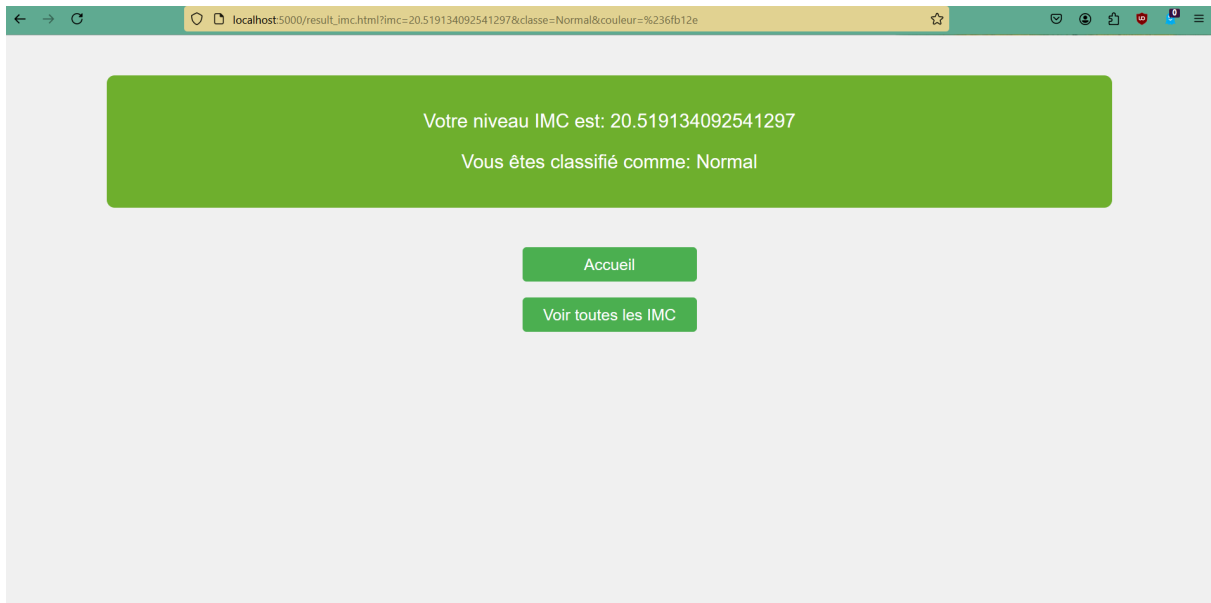 localhost:5000/result_imc.html?imc=20.519134092541297&classe=Normal&couleur=%236fb12e
0
Votre niveau IMC est: 20.519134092541297
Vous êtes classifié comme: Normal
Accueil
Voir toutes les IMC